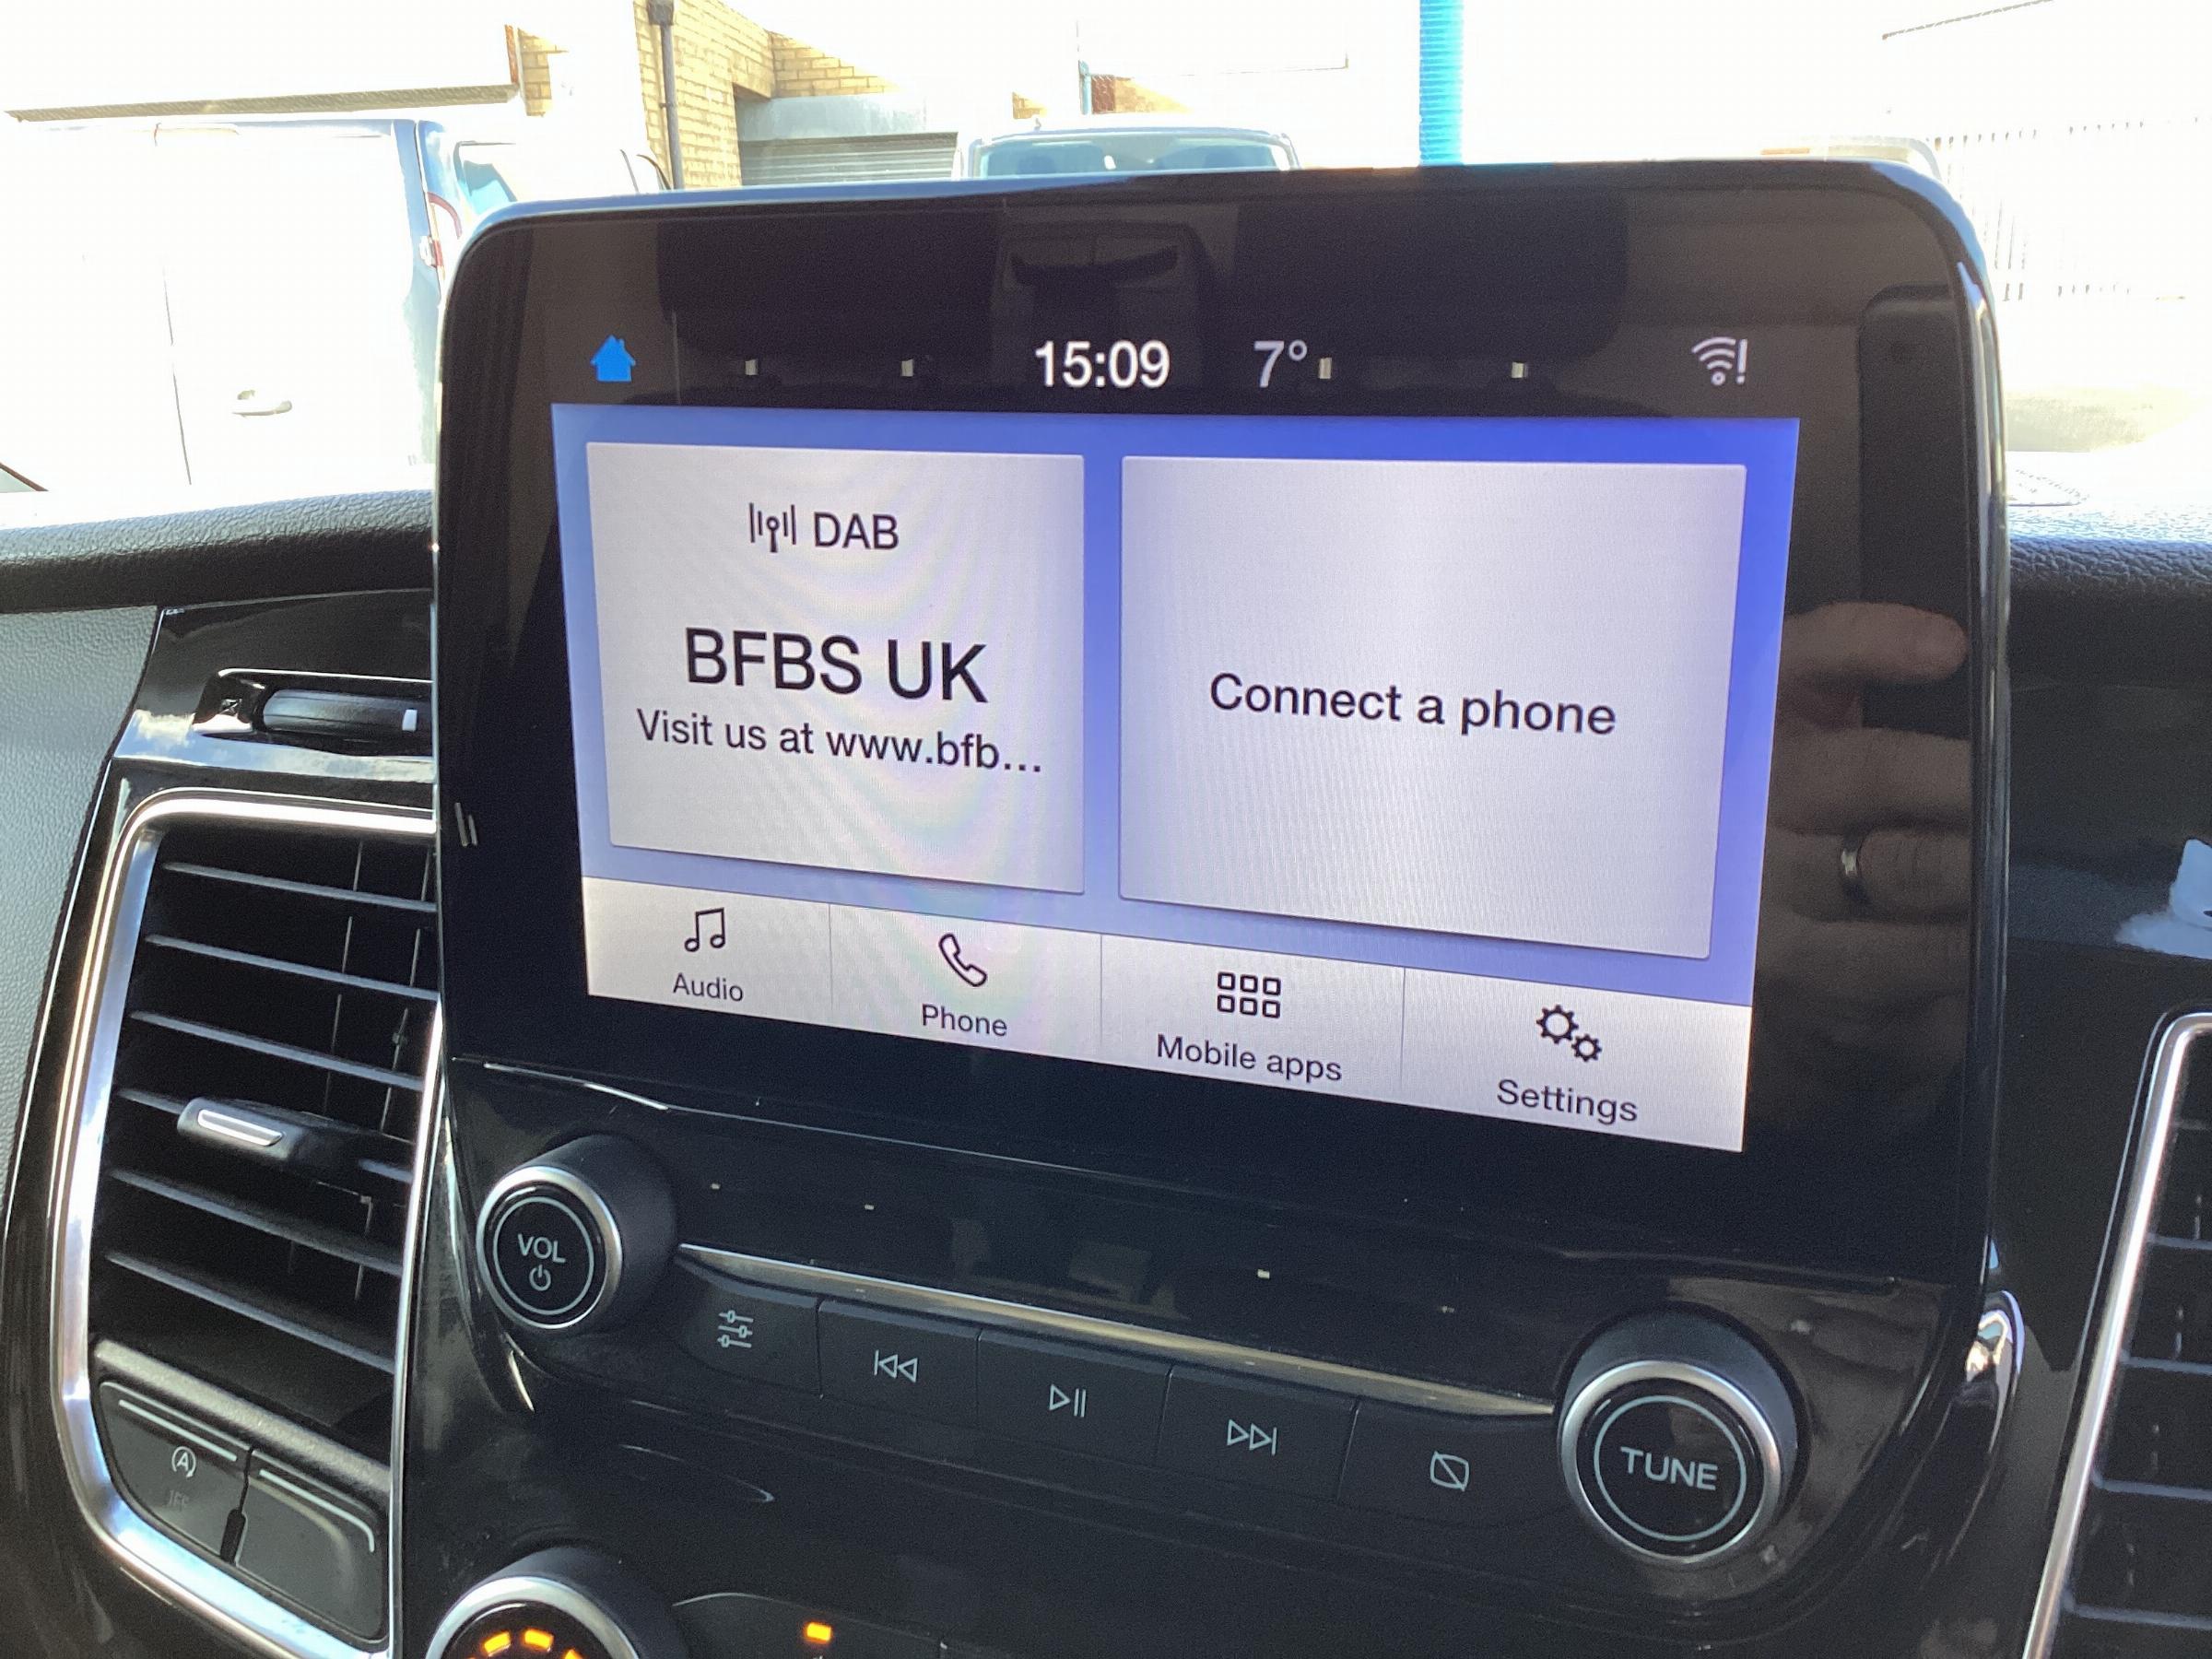 15:09 7°
DAB
BFBS UK
Visit us at www.bfb...
Connect a phone
Audio
Phone
Mobile apps
Settings
VOL
TUNE
A